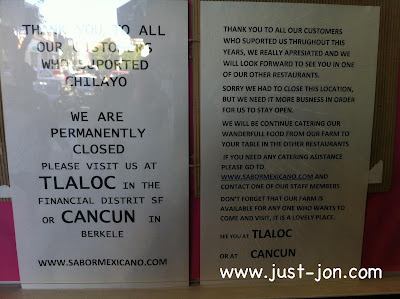 THANK YOU TO ALL
OUR CUSTOMERS
WHO SUPPORTED
CHILAYO
WE ARE
PERMANENTLY
CLOSED
PLEASE VISIT US AT
TLALOC IN THE
FINANCIAL DISTRIT SF
OR CANCUN IN
BERKELE
WWW.SABORMEXICANO.COM
THANK YOU TO ALL OUR CUSTOMERS
WHO SUPORTED US THRUGHOUT THIS
YEARS, WE REALLY APRESIATED AND WE
WILL LOOK FORWARD TO SEE YOU IN ONE
OF OUR OTHER RESTAURANTS.
SORRY WE HAD TO CLOSE THIS LOCATION,
BUT WE NEED IT MORE BUSINESS IN ORDER
FOR US TO STAY OPEN.
WE WILL BE CONTINUE CATERING OUR
WANDERFULL FOOD FROM OUR FARM TO
YOUR TABLE IN THE OTHER RESTAURANTS
IF YOU NEED ANY CATERING ASISTANCE
PLEASE GO TO.
WWW.SABORMEXICANO.COM AND
CONTACT ONE OF OUR STAFF MEMBERS
DON'T FORGET THAT OUR FARM IS
AVAILABLE FOR ANY ONE WHO WANTS TO
COME AND VISIT, IT IS A LOVELY PLACE.
SEE YOU AT TLALOC
OR AT CANCUN
www.just-jon.com